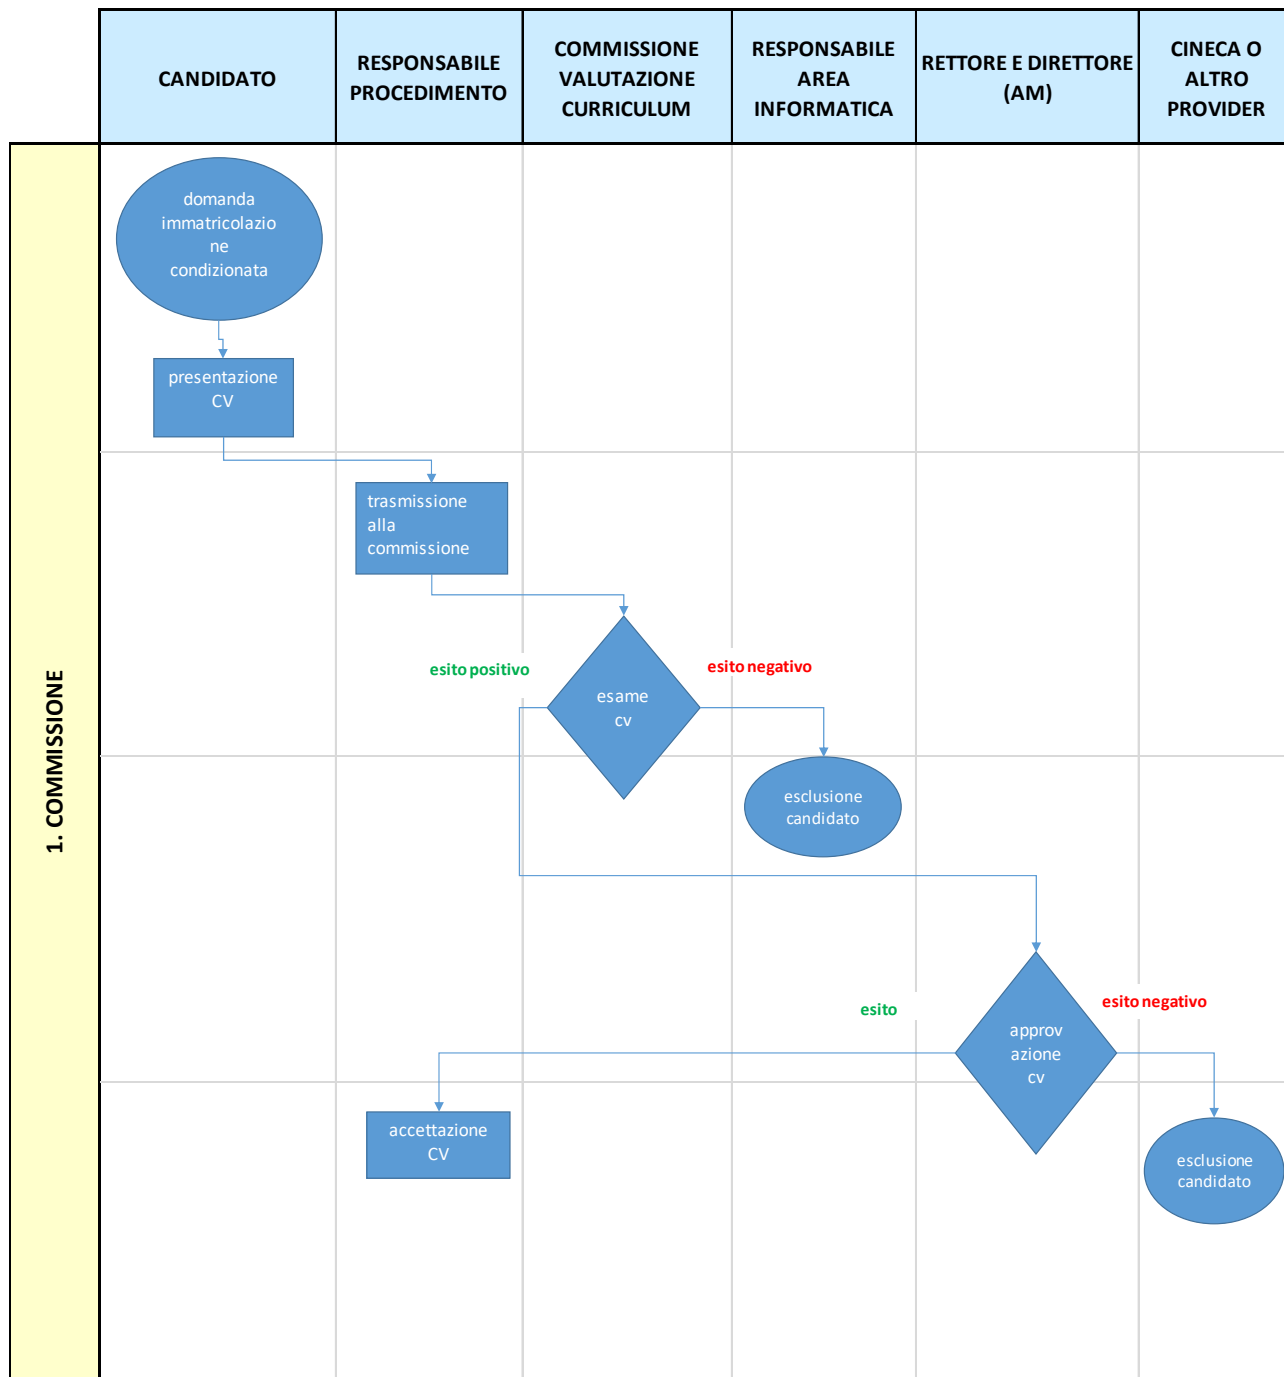 CANDIDATO
RESPONSABILE
PROCEDIMENTO
COMMISSIONE
VALUTAZIONE
CURRICULUM
RESPONSABILE
AREA
INFORMATICA
RETTORE E DIRETTORE
(AM)
CINECA O
ALTRO
PROVIDER
1. COMMISSIONE
domanda
immatricolazio
ne
condizionata
presentazione
CV
trasmissione
alla
commissione
esito positivo
esame
cv
esito negativo
esclusione
candidato
esito
approv
azione
cv
esito negativo
accettazione
CV
esclusione
candidato